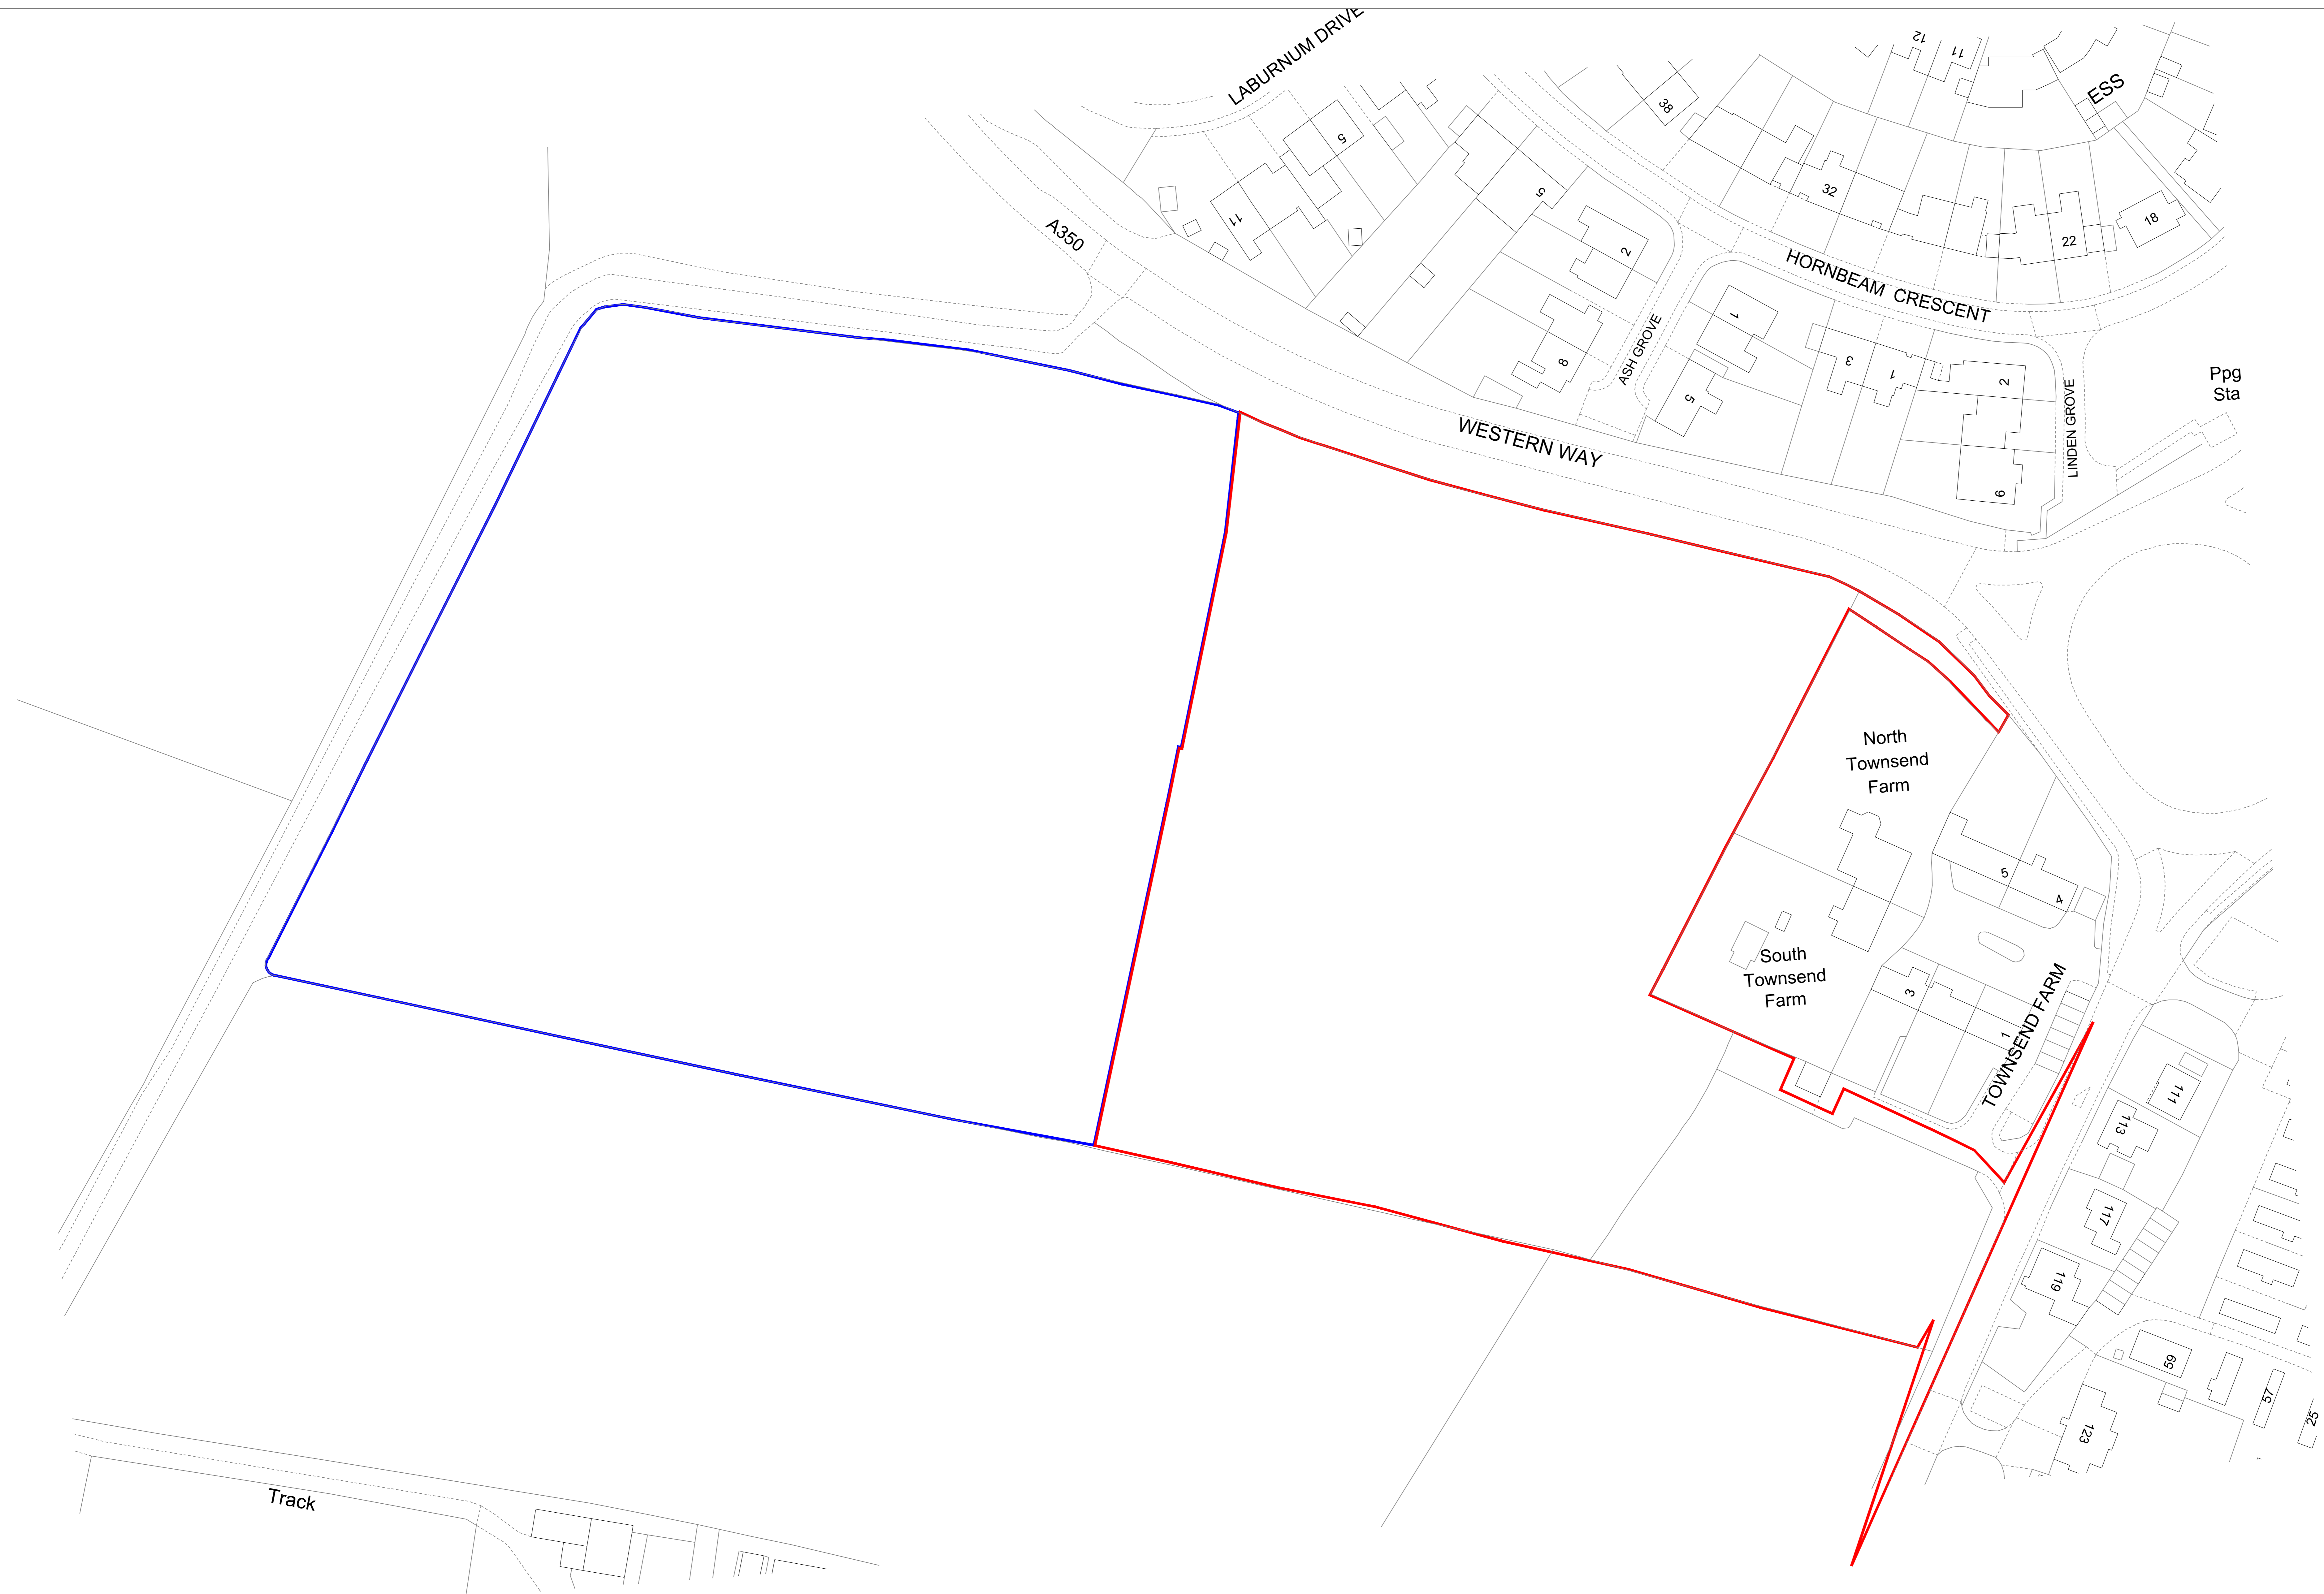 LABURNUM DRIVE
12
11
ESS
38
5
5
32
11
18
A350
2
22
HORNBEAM CRESCENT
1
ASH GROVE
8
3
1
2
5
LINDEN GROVE
Ppg
Sta
WESTERN WAY
6
North
Townsend
Farm
5
4
South
Townsend
Farm
3
1
TOWNSEND FARM
111
113
117
119
59
57
25
123
Track